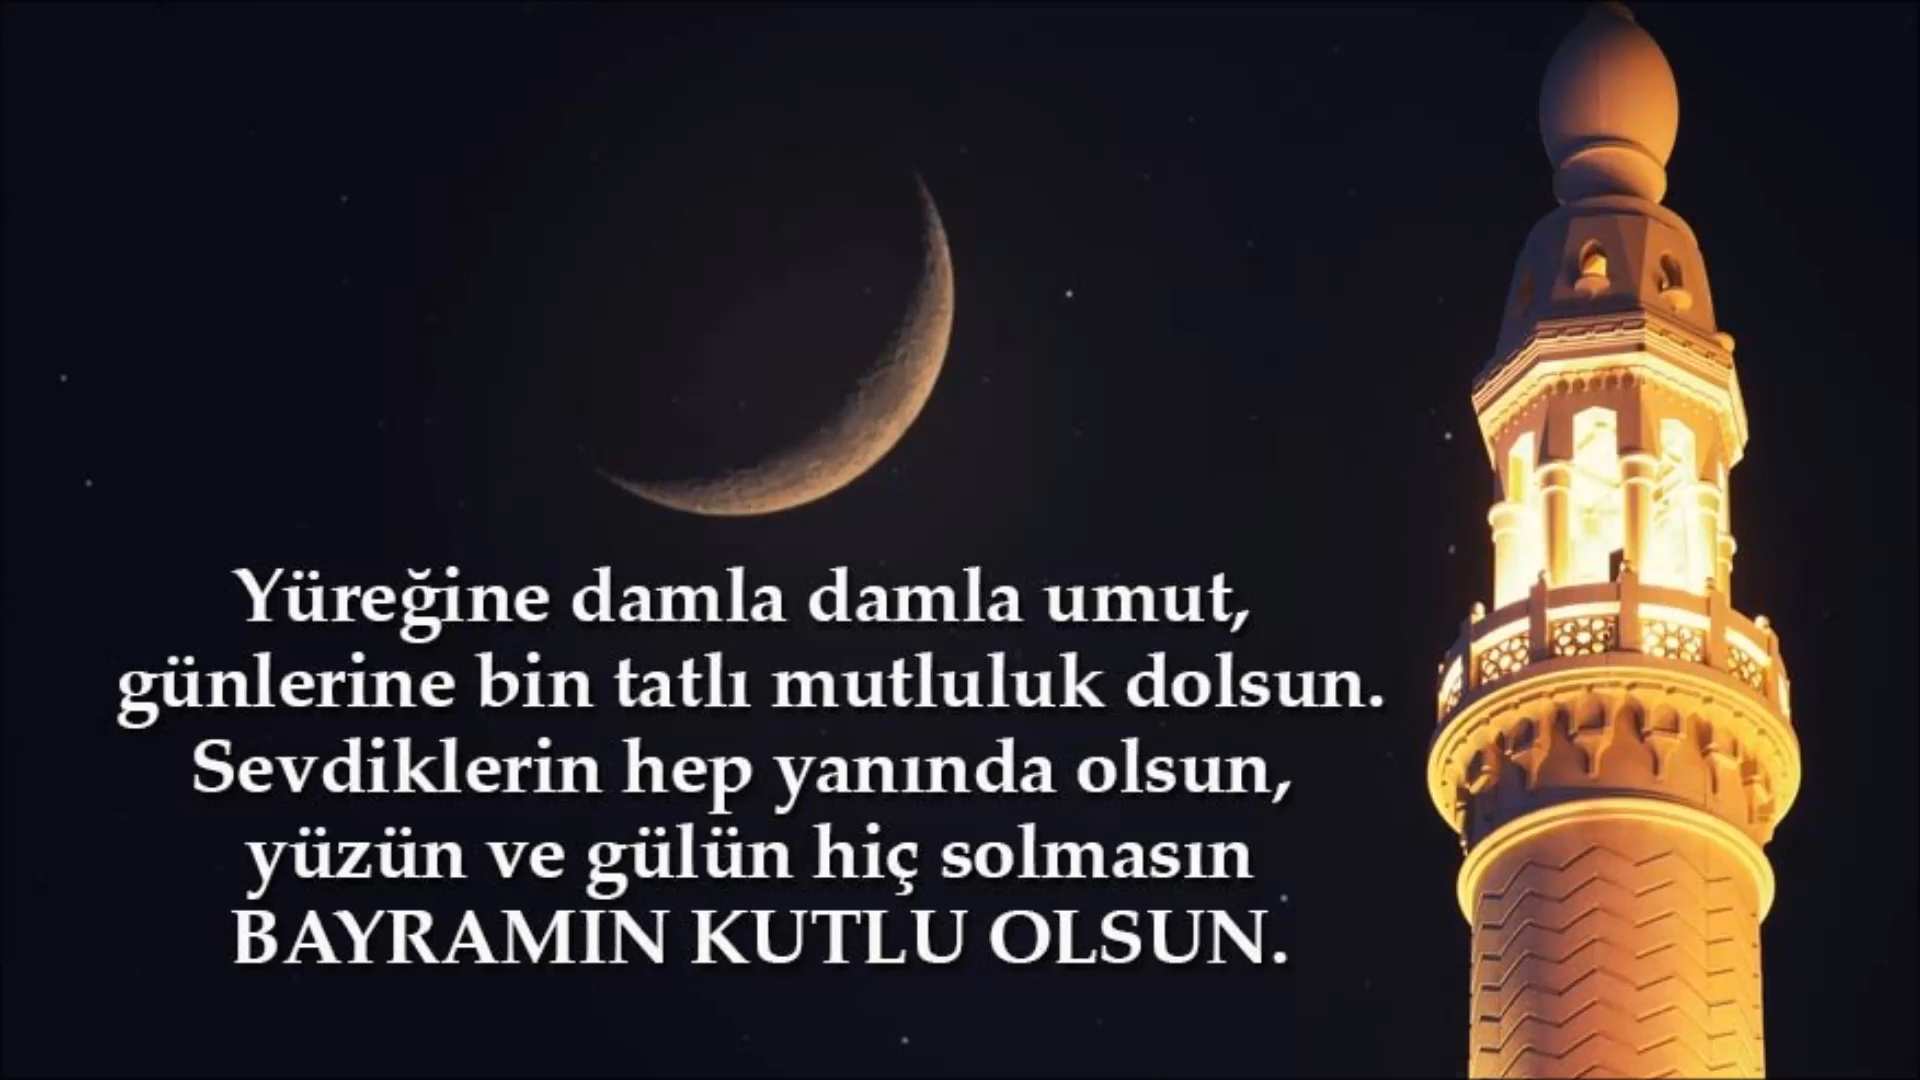 Yüreğine damla damla umut,
günlerine bin tatlı mutluluk dolsun.
Sevdiklerin hep yanında olsun,
yüzün ve gülün hiç solmasın
BAYRAMIN KUTLU OLSUN.